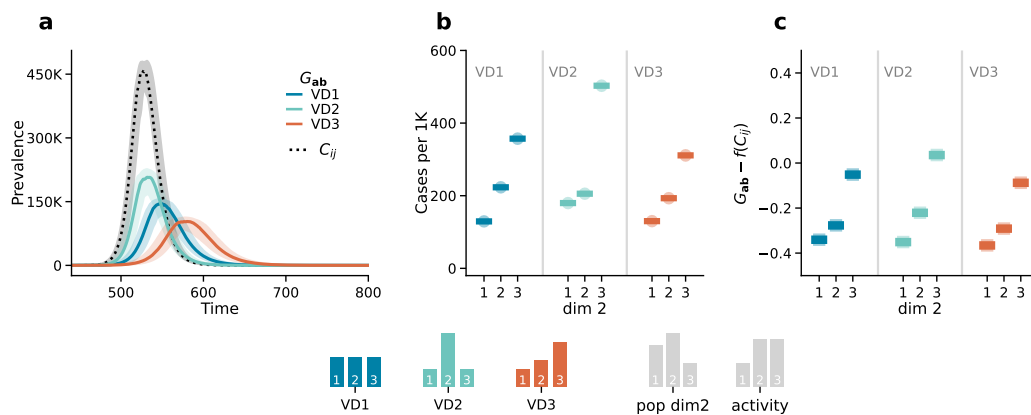 a
b
c
450K
300K
150K
0
Prevalence
500
600
700
800
Time
G_ab
VD1
VD2
VD3
C_ij
600
400
200
0
Cases per 1K
VD1
VD2
VD3
1 2 3
1 2 3
1 2 3
dim 2
0.4
0.2
0.0
−0.2
−0.4
G_ab − f(C_ij)
VD1
VD2
VD3
1 2 3
1 2 3
1 2 3
dim 2
1 2 3
VD1
1 2 3
VD2
1 2 3
VD3
1 2 3
pop dim2
1 2 3
activity